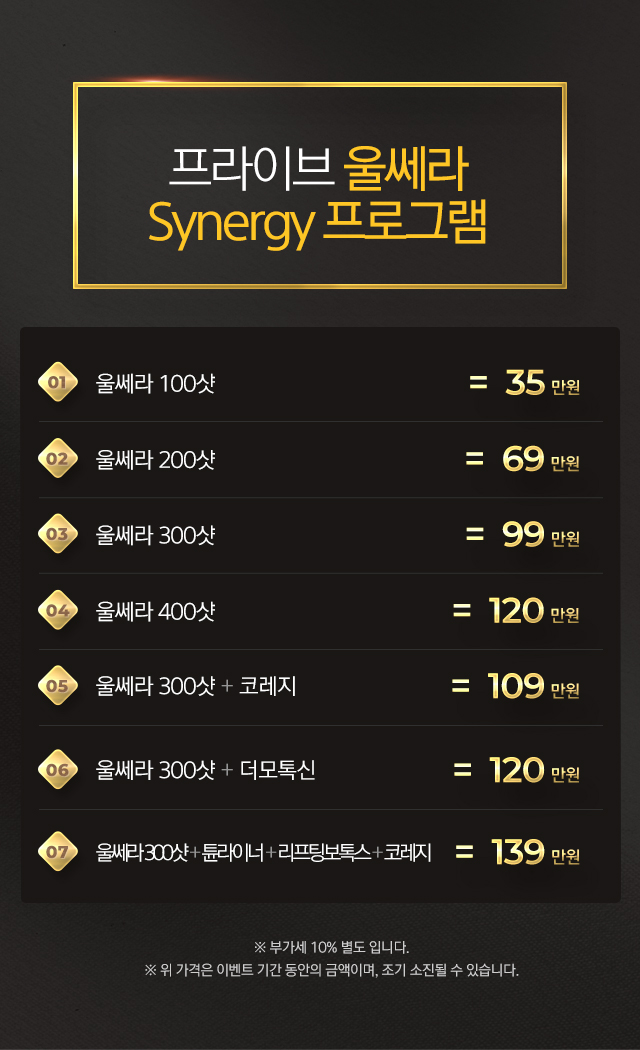 프라이브 울쎄라
Synergy 프로그램
01 울쎄라 100샷 = 35 만원
02 울쎄라 200샷 = 69 만원
03 울쎄라 300샷 = 99 만원
04 울쎄라 400샷 = 120 만원
05 울쎄라 300샷 + 코레지 = 109 만원
06 울쎄라 300샷 + 더모톡신 = 120 만원
07 울쎄라300샷+튠라이너+리프팅보톡스+코레지 = 139 만원
※ 부가세 10% 별도 입니다.
※ 위 가격은 이벤트 기간 동안의 금액이며, 조기 소진될 수 있습니다.